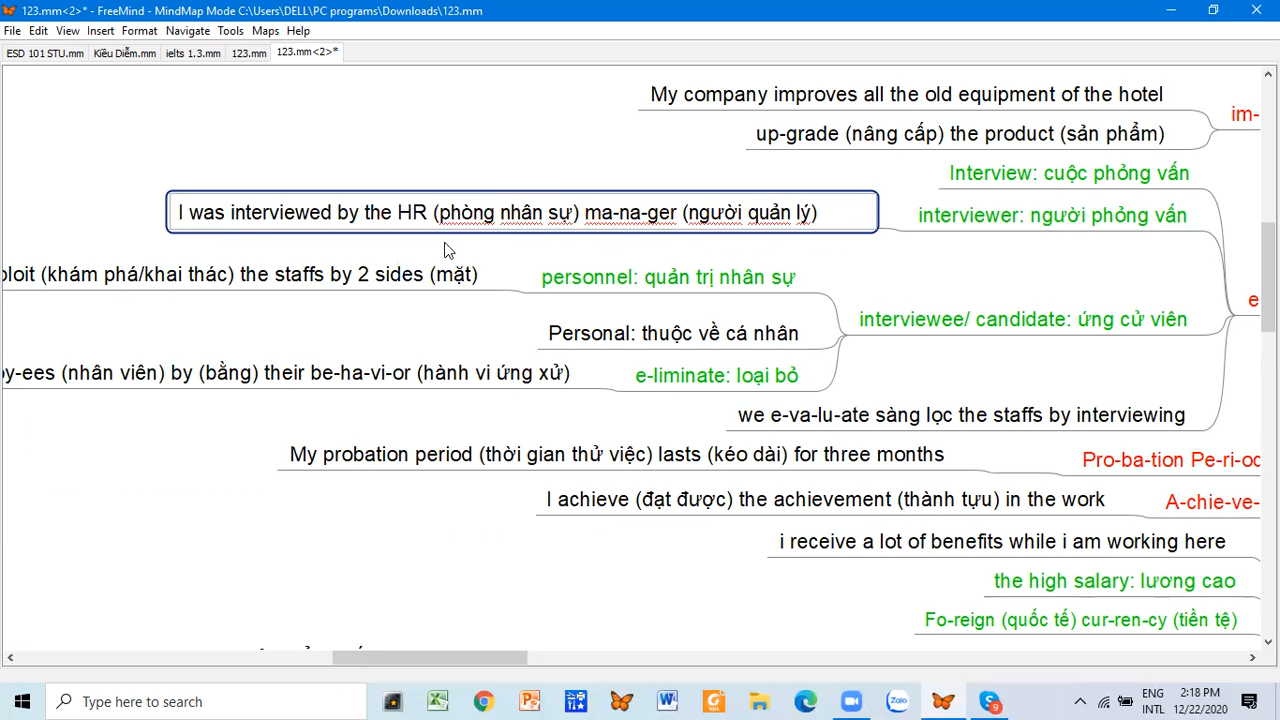 123.mm<2>* - FreeMind - MindMap Mode C:\Users\DELL\PC programs\Downloads\123.mm
File Edit View Insert Format Navigate Tools Maps Help
ESD 101 STU.mm Kiều Diễm.mm ielts 1.3.mm 123.mm 123.mm<2>*
My company improves all the old equipment of the hotel
im-
up-grade (nâng cấp) the product (sản phẩm)
Interview: cuộc phỏng vấn
I was interviewed by the HR (phòng nhân sự) ma-na-ger (người quản lý)
interviewer: người phỏng vấn
ploit (khám phá/khai thác) the staffs by 2 sides (mặt)
personnel: quản trị nhân sự
e
interviewee/ candidate: ứng cử viên
Personal: thuộc về cá nhân
oy-ees (nhân viên) by (bằng) their be-ha-vi-or (hành vi ứng xử)
e-liminate: loại bỏ
we e-va-lu-ate sàng lọc the staffs by interviewing
My probation period (thời gian thử việc) lasts (kéo dài) for three months
Pro-ba-tion Pe-ri-od
I achieve (đạt được) the achievement (thành tựu) in the work
A-chie-ve-
i receive a lot of benefits while i am working here
the high salary: lương cao
Fo-reign (quốc tế) cur-ren-cy (tiền tệ)
Type here to search
ENG
INTL
2:18 PM
12/22/2020
Zalo
9